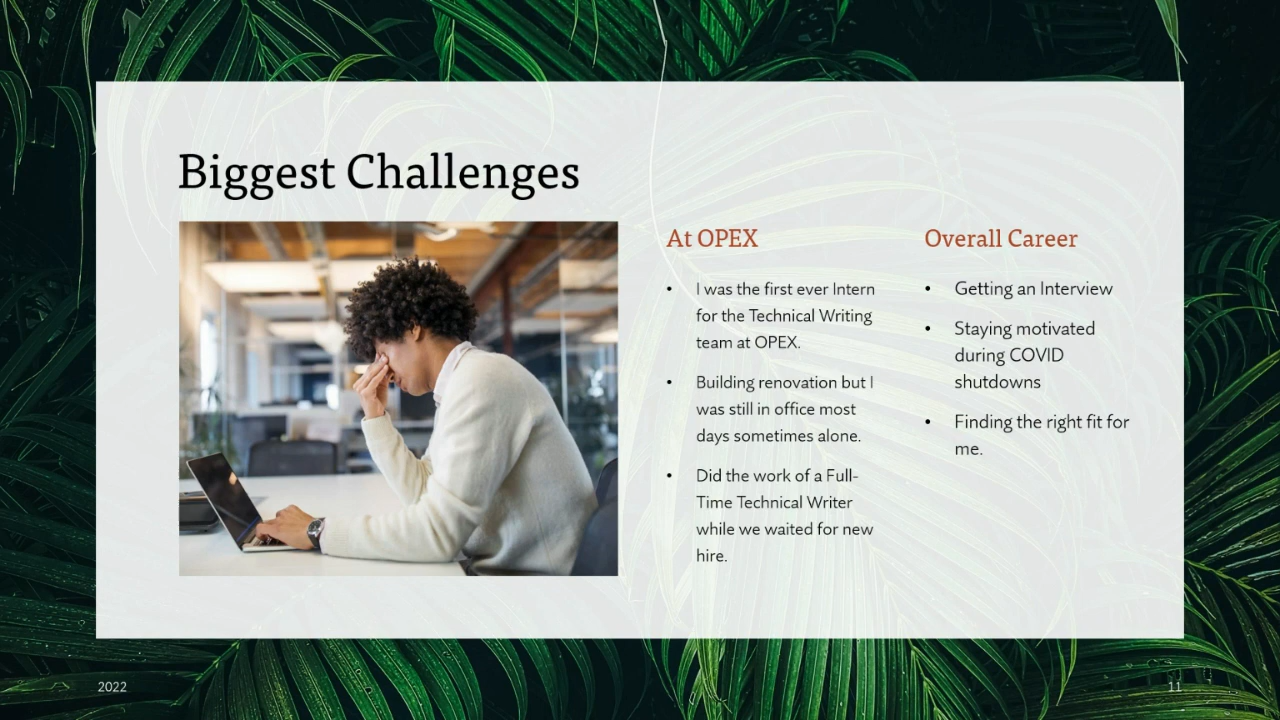 Biggest Challenges
At OPEX
• I was the first ever Intern
for the Technical Writing
team at OPEX.
• Building renovation but I
was still in office most
days sometimes alone.
• Did the work of a Full-
Time Technical Writer
while we waited for new
hire.
Overall Career
• Getting an Interview
• Staying motivated
during COVID
shutdowns
• Finding the right fit for
me.
2022
11